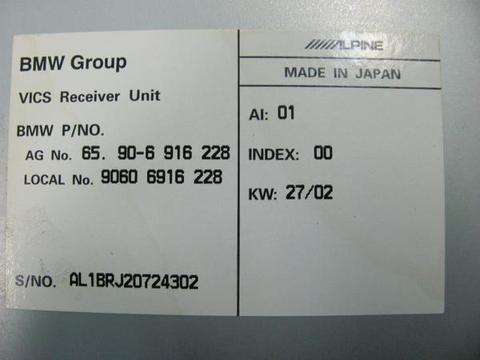 BMW Group
VICS Receiver Unit
BMW P/NO.
AG No. 65. 90-6 916 228
LOCAL No. 9060 6916 228
S/NO. AL1BRJ20724302
ALPINE
MADE IN JAPAN
AI: 01
INDEX: 00
KW: 27/02